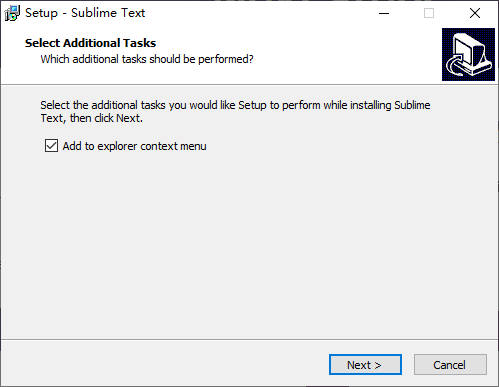 Setup - Sublime Text
Select Additional Tasks
Which additional tasks should be performed?
Select the additional tasks you would like Setup to perform while installing Sublime
Text, then click Next.
Add to explorer context menu
Next >
Cancel